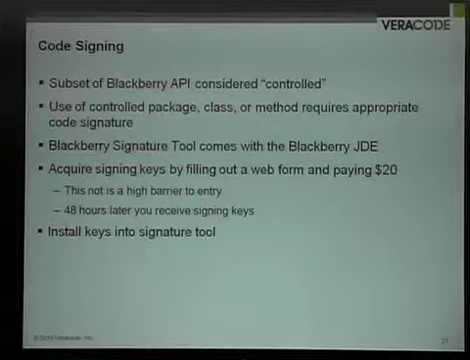 VERACODE
Code Signing
▪ Subset of Blackberry API considered “controlled”
▪ Use of controlled package, class, or method requires appropriate
code signature
▪ Blackberry Signature Tool comes with the Blackberry JDE
▪ Acquire signing keys by filling out a web form and paying $20
– This not is a high barrier to entry
– 48 hours later you receive signing keys
▪ Install keys into signature tool
© 2010 Veracode, Inc.